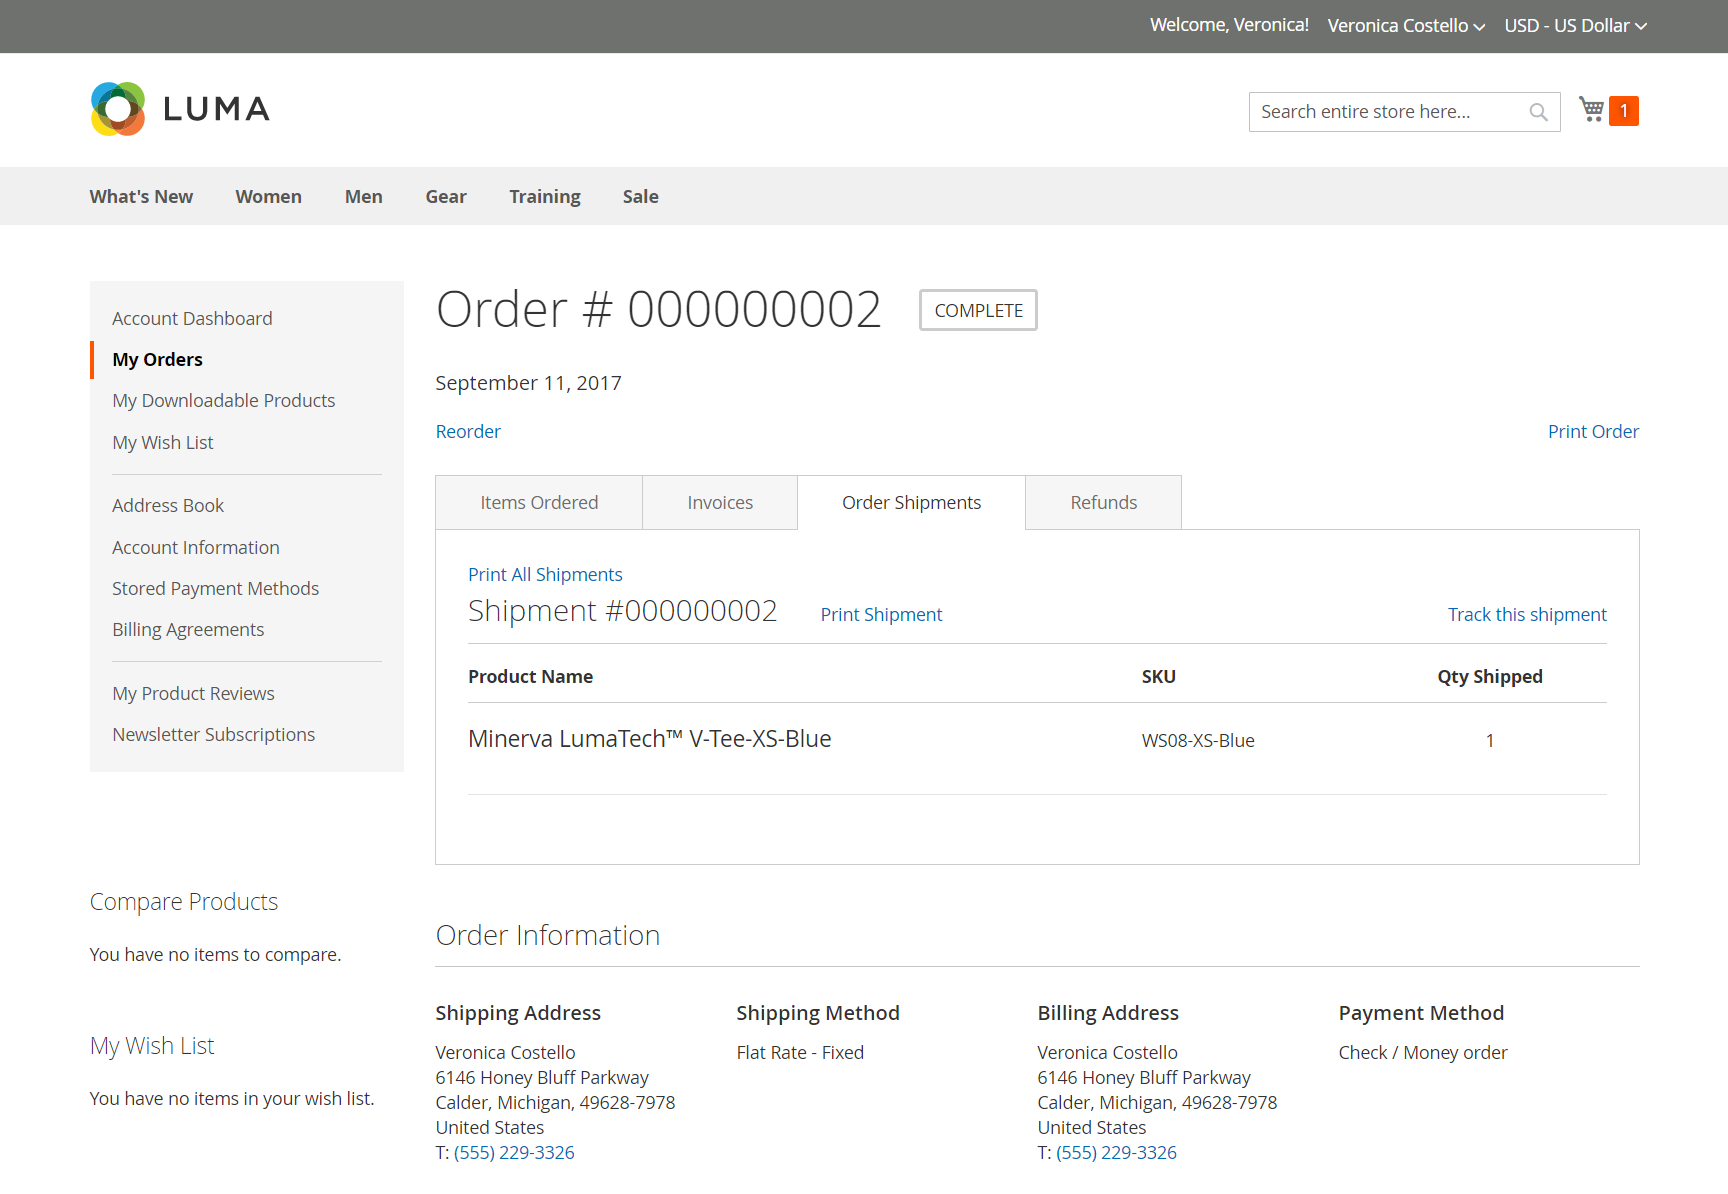 Welcome, Veronica! Veronica Costello USD - US Dollar
LUMA
Search entire store here...
1
What's New Women Men Gear Training Sale
Account Dashboard
My Orders
My Downloadable Products
My Wish List
Address Book
Account Information
Stored Payment Methods
Billing Agreements
My Product Reviews
Newsletter Subscriptions
Compare Products
You have no items to compare.
My Wish List
You have no items in your wish list.
Order # 000000002 COMPLETE
September 11, 2017
Reorder Print Order
Items Ordered Invoices Order Shipments Refunds
Print All Shipments
Shipment #000000002 Print Shipment Track this shipment
Product Name SKU Qty Shipped
Minerva LumaTech™ V-Tee-XS-Blue WS08-XS-Blue 1
Order Information
Shipping Address
Veronica Costello
6146 Honey Bluff Parkway
Calder, Michigan, 49628-7978
United States
T: (555) 229-3326
Shipping Method
Flat Rate - Fixed
Billing Address
Veronica Costello
6146 Honey Bluff Parkway
Calder, Michigan, 49628-7978
United States
T: (555) 229-3326
Payment Method
Check / Money order